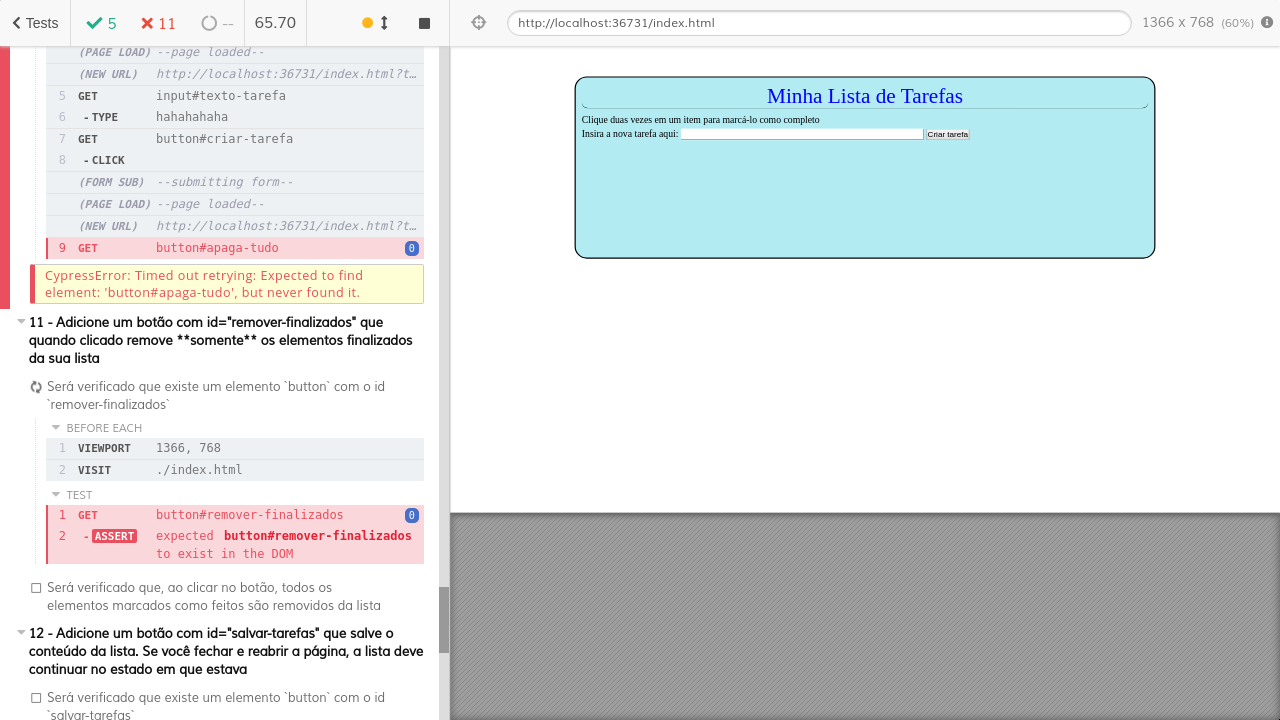 Tests
5
11
--
65.70
http://localhost:36731/index.html
1366 x 768 (60%)
(PAGE LOAD) --page loaded--
(NEW URL) http://localhost:36731/index.html?t…
5 GET input#texto-tarefa
6 - TYPE hahahahaha
7 GET button#criar-tarefa
8 - CLICK
(FORM SUB) --submitting form--
(PAGE LOAD) --page loaded--
(NEW URL) http://localhost:36731/index.html?t…
9 GET button#apaga-tudo 0
CypressError: Timed out retrying: Expected to find
element: 'button#apaga-tudo', but never found it.
11 - Adicione um botão com id="remover-finalizados" que
quando clicado remove **somente** os elementos finalizados
da sua lista
Será verificado que existe um elemento `button` com o id
`remover-finalizados`
BEFORE EACH
1 VIEWPORT 1366, 768
2 VISIT ./index.html
TEST
1 GET button#remover-finalizados 0
2 - ASSERT expected button#remover-finalizados
to exist in the DOM
Será verificado que, ao clicar no botão, todos os
elementos marcados como feitos são removidos da lista
12 - Adicione um botão com id="salvar-tarefas" que salve o
conteúdo da lista. Se você fechar e reabrir a página, a lista deve
continuar no estado em que estava
Será verificado que existe um elemento `button` com o id
`salvar-tarefas`
Minha Lista de Tarefas
Clique duas vezes em um item para marcá-lo como completo
Insira a nova tarefa aqui: Criar tarefa